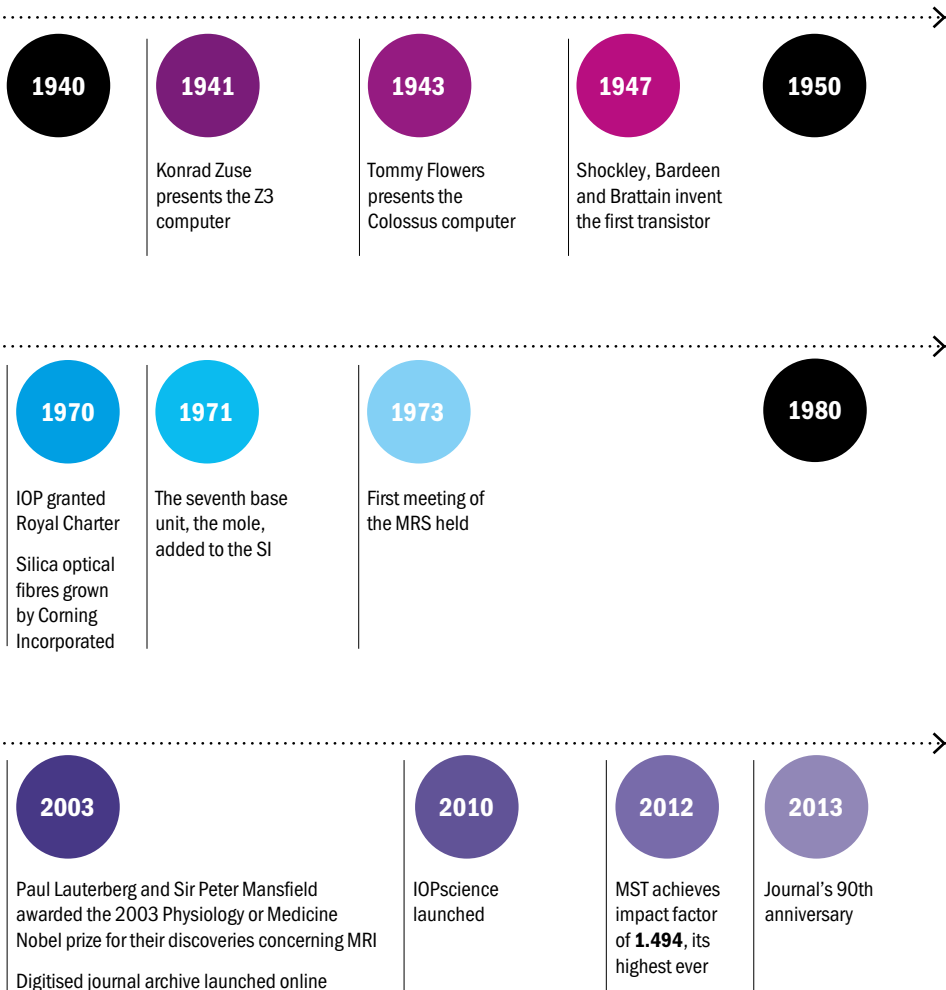 1940
1941
1943
1947
1950
Konrad Zuse
presents the Z3
computer
Tommy Flowers
presents the
Colossus computer
Shockley, Bardeen
and Brattain invent
the first transistor
1970
1971
1973
1980
IOP granted
Royal Charter
Silica optical
fibres grown
by Corning
Incorporated
The seventh base
unit, the mole,
added to the SI
First meeting of
the MRS held
2003
2010
2012
2013
Paul Lauterberg and Sir Peter Mansfield
awarded the 2003 Physiology or Medicine
Nobel prize for their discoveries concerning MRI
Digitised journal archive launched online
IOPscience
launched
MST achieves
impact factor
of 1.494, its
highest ever
Journal's 90th
anniversary